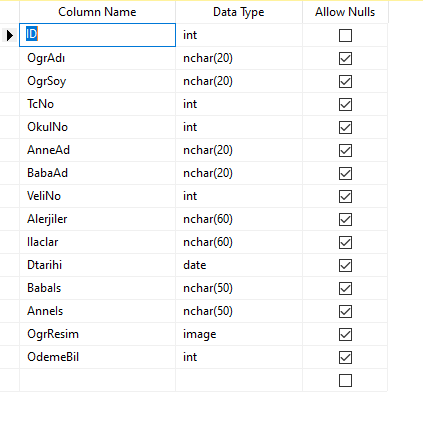 Column Name Data Type Allow Nulls
ID int
OgrAdı nchar(20)
OgrSoy nchar(20)
TcNo int
OkulNo int
AnneAd nchar(20)
BabaAd nchar(20)
VeliNo int
Alerjiler nchar(60)
Ilaclar nchar(60)
Dtarihi date
BabaIs nchar(50)
AnneIs nchar(50)
OgrResim image
OdemeBil int